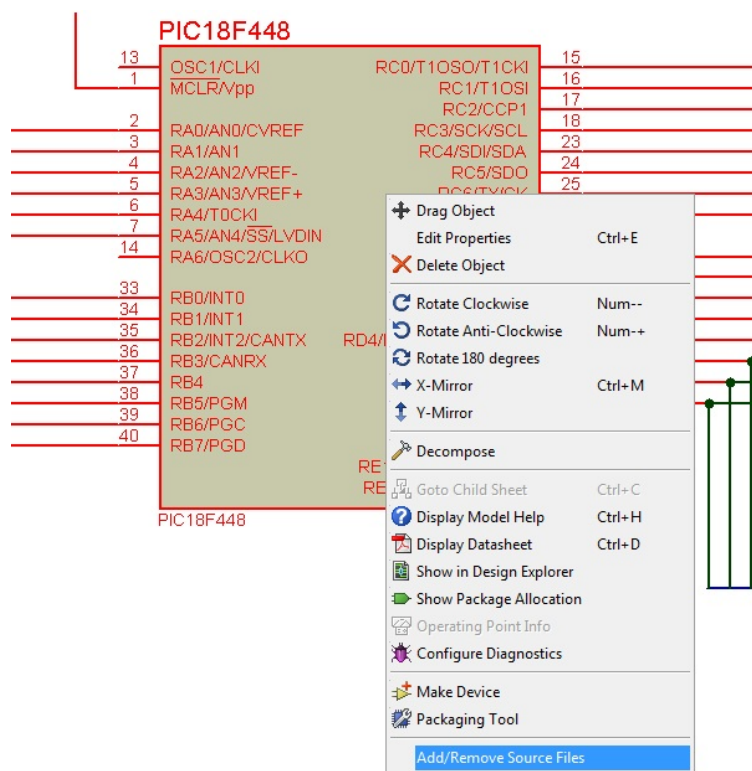 PIC18F448
13 OSC1/CLKI
1 MCLR/Vpp
2 RA0/AN0/CVREF
3 RA1/AN1
4 RA2/AN2/VREF-
5 RA3/AN3/VREF+
6 RA4/T0CKI
7 RA5/AN4/SS/LVDIN
14 RA6/OSC2/CLKO
33 RB0/INT0
34 RB1/INT1
35 RB2/INT2/CANTX
36 RB3/CANRX
37 RB4
38 RB5/PGM
39 RB6/PGC
40 RB7/PGD
RC0/T1OSO/T1CKI 15
RC1/T1OSI 16
RC2/CCP1 17
RC3/SCK/SCL 18
RC4/SDI/SDA 23
RC5/SDO 24
RC6/TX/CK 25
RD4/
RE1
RE
PIC18F448
Drag Object
Edit Properties Ctrl+E
Delete Object
Rotate Clockwise Num--
Rotate Anti-Clockwise Num-+
Rotate 180 degrees
X-Mirror Ctrl+M
Y-Mirror
Decompose
Goto Child Sheet Ctrl+C
Display Model Help Ctrl+H
Display Datasheet Ctrl+D
Show in Design Explorer
Show Package Allocation
Operating Point Info
Configure Diagnostics
Make Device
Packaging Tool
Add/Remove Source Files